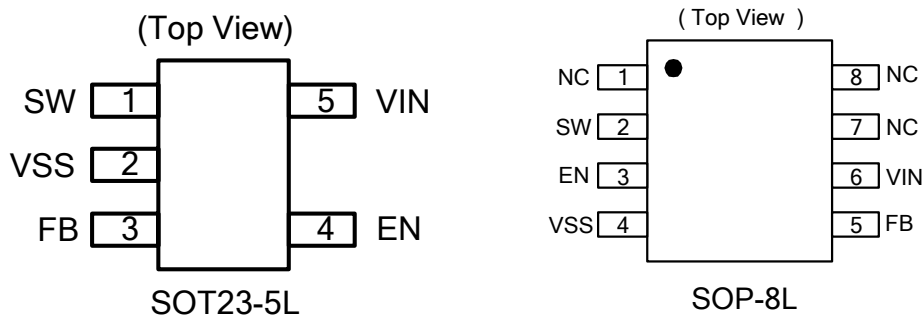 (Top View)
SW 1 5 VIN
VSS 2
FB 3 4 EN
SOT23-5L
( Top View )
NC 1 8 NC
SW 2 7 NC
EN 3 6 VIN
VSS 4 5 FB
SOP-8L